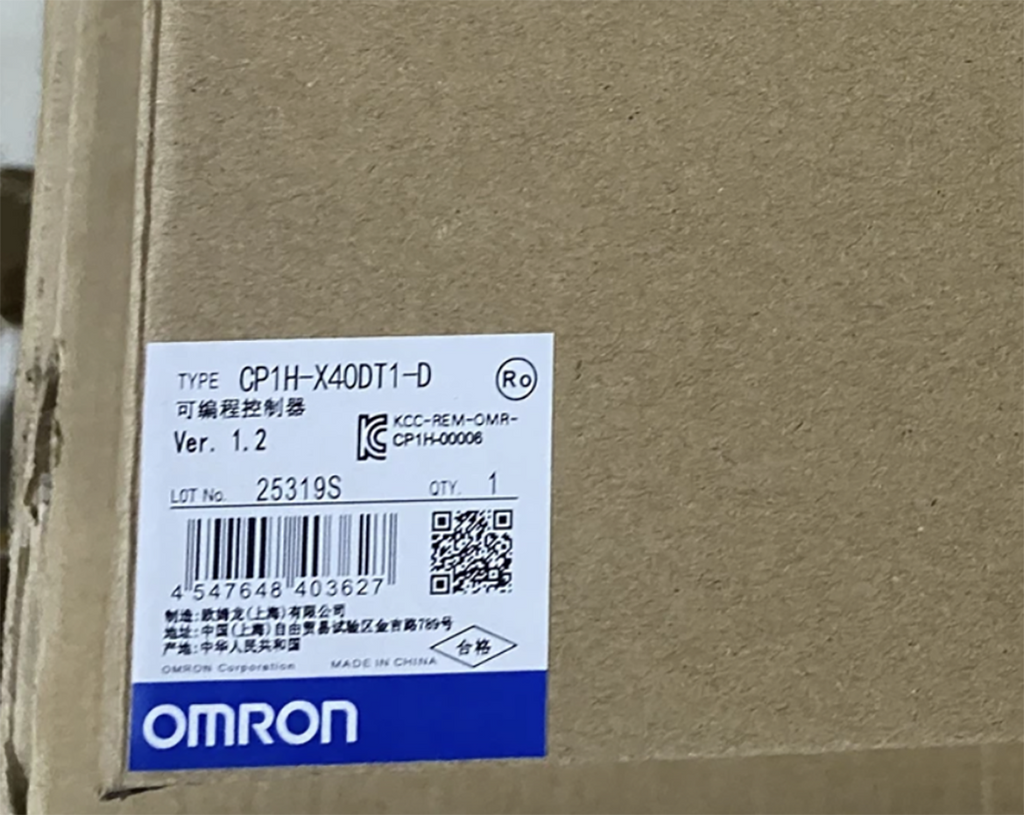 TYPE CP1H-X40DT1-D
Ro
可编程控制器
KCC-REM-OMR-
CP1H-00006
Ver. 1.2
LOT No. 25319S QTY. 1
4 547648 403627
制造:欧姆龙(上海)有限公司
地址:中国(上海)自由贸易试验区金吉路789号
产地:中华人民共和国
合格
OMRON Corporation MADE IN CHINA
OMRON